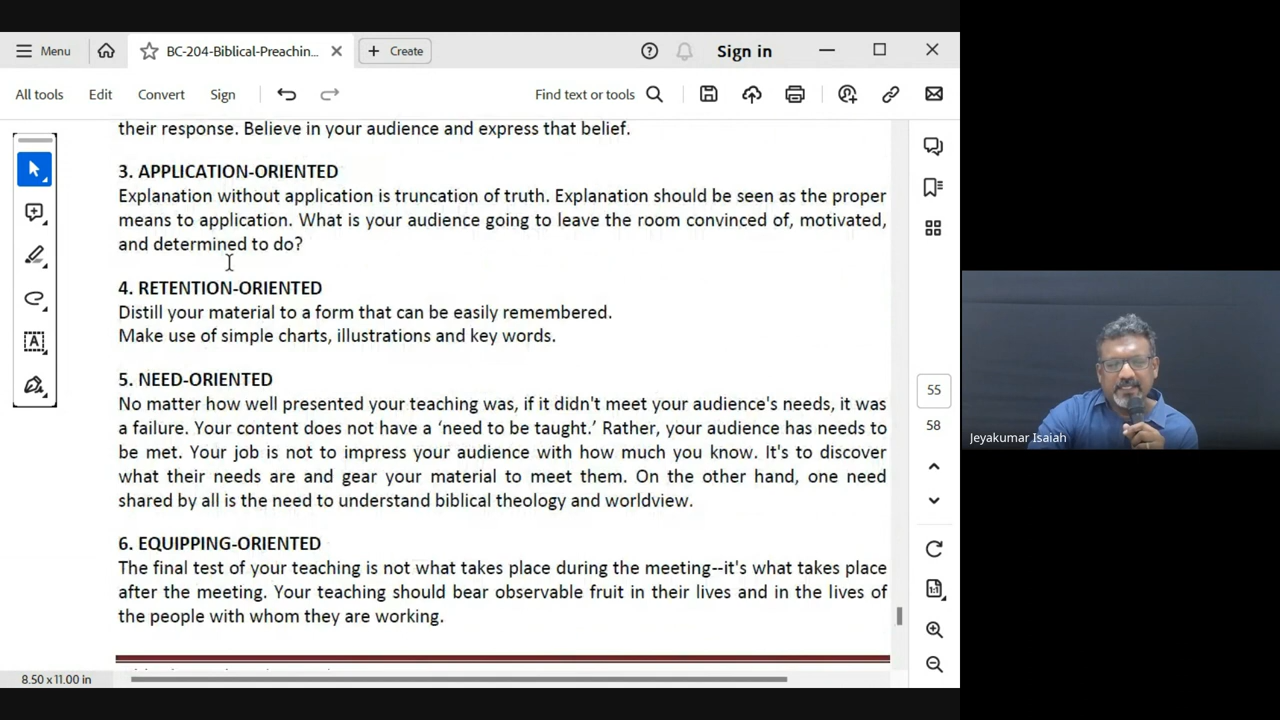 Menu
BC-204-Biblical-Preachin...
Create
Sign in
All tools
Edit
Convert
Sign
Find text or tools
their response. Believe in your audience and express that belief.
3. APPLICATION-ORIENTED
Explanation without application is truncation of truth. Explanation should be seen as the proper
means to application. What is your audience going to leave the room convinced of, motivated,
and determined to do?
4. RETENTION-ORIENTED
Distill your material to a form that can be easily remembered.
Make use of simple charts, illustrations and key words.
5. NEED-ORIENTED
No matter how well presented your teaching was, if it didn't meet your audience's needs, it was
a failure. Your content does not have a ‘need to be taught.’ Rather, your audience has needs to
be met. Your job is not to impress your audience with how much you know. It's to discover
what their needs are and gear your material to meet them. On the other hand, one need
shared by all is the need to understand biblical theology and worldview.
6. EQUIPPING-ORIENTED
The final test of your teaching is not what takes place during the meeting--it's what takes place
after the meeting. Your teaching should bear observable fruit in their lives and in the lives of
the people with whom they are working.
55
58
8.50 x 11.00 in
Jeyakumar Isaiah